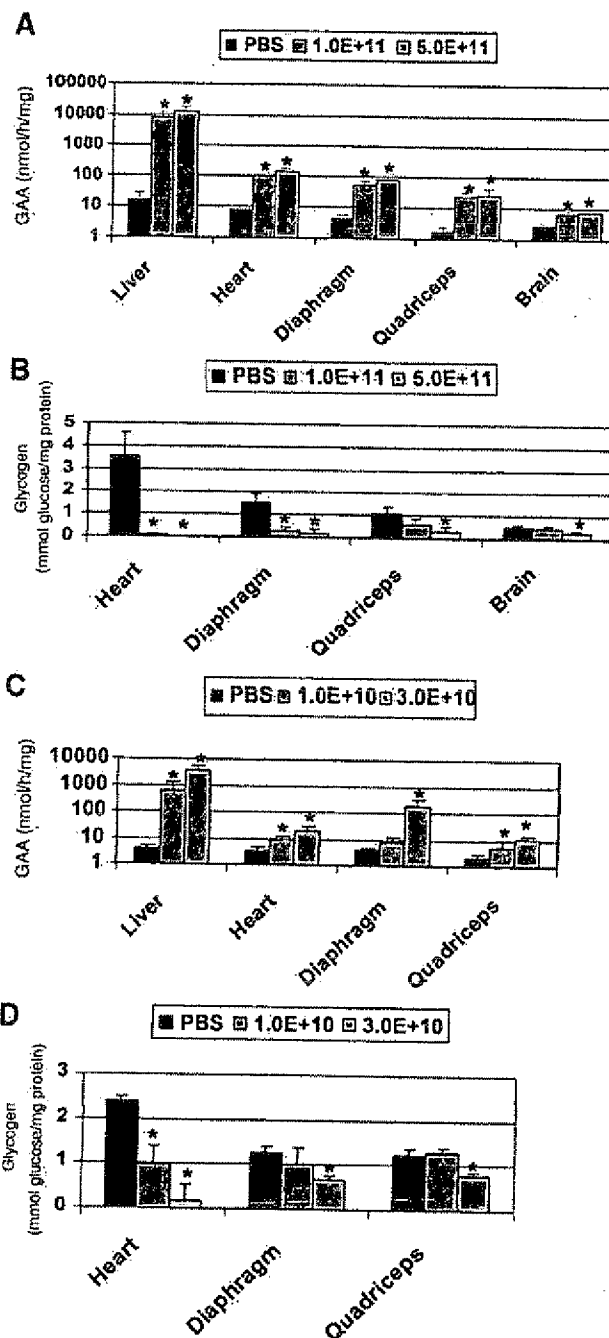 A
PBS 1.0E+11 5.0E+11
GAA (nmol/h/mg)
100000
10000
1000
100
10
1
* * * * * * * * * *
Liver Heart Diaphragm Quadriceps Brain
B
PBS 1.0E+11 5.0E+11
Glycogen
(mmol glucose/mg protein)
5
4
3
2
1
0
* * * * * *
Heart Diaphragm Quadriceps Brain
C
PBS 1.0E+10 3.0E+10
GAA (nmol/h/mg)
10000
1000
100
10
1
* * * * * * *
Liver Heart Diaphragm Quadriceps
D
PBS 1.0E+10 3.0E+10
Glycogen
(mmol glucose/mg protein)
3
2
1
0
* * * *
Heart Diaphragm Quadriceps